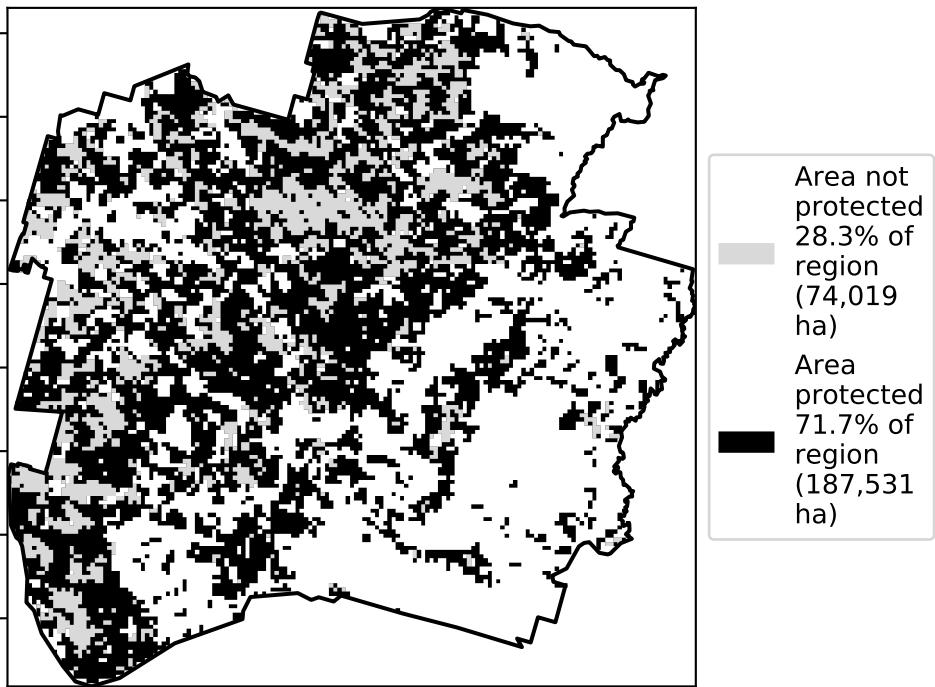 Area not
protected
28.3% of
region
(74,019
ha)
Area
protected
71.7% of
region
(187,531
ha)